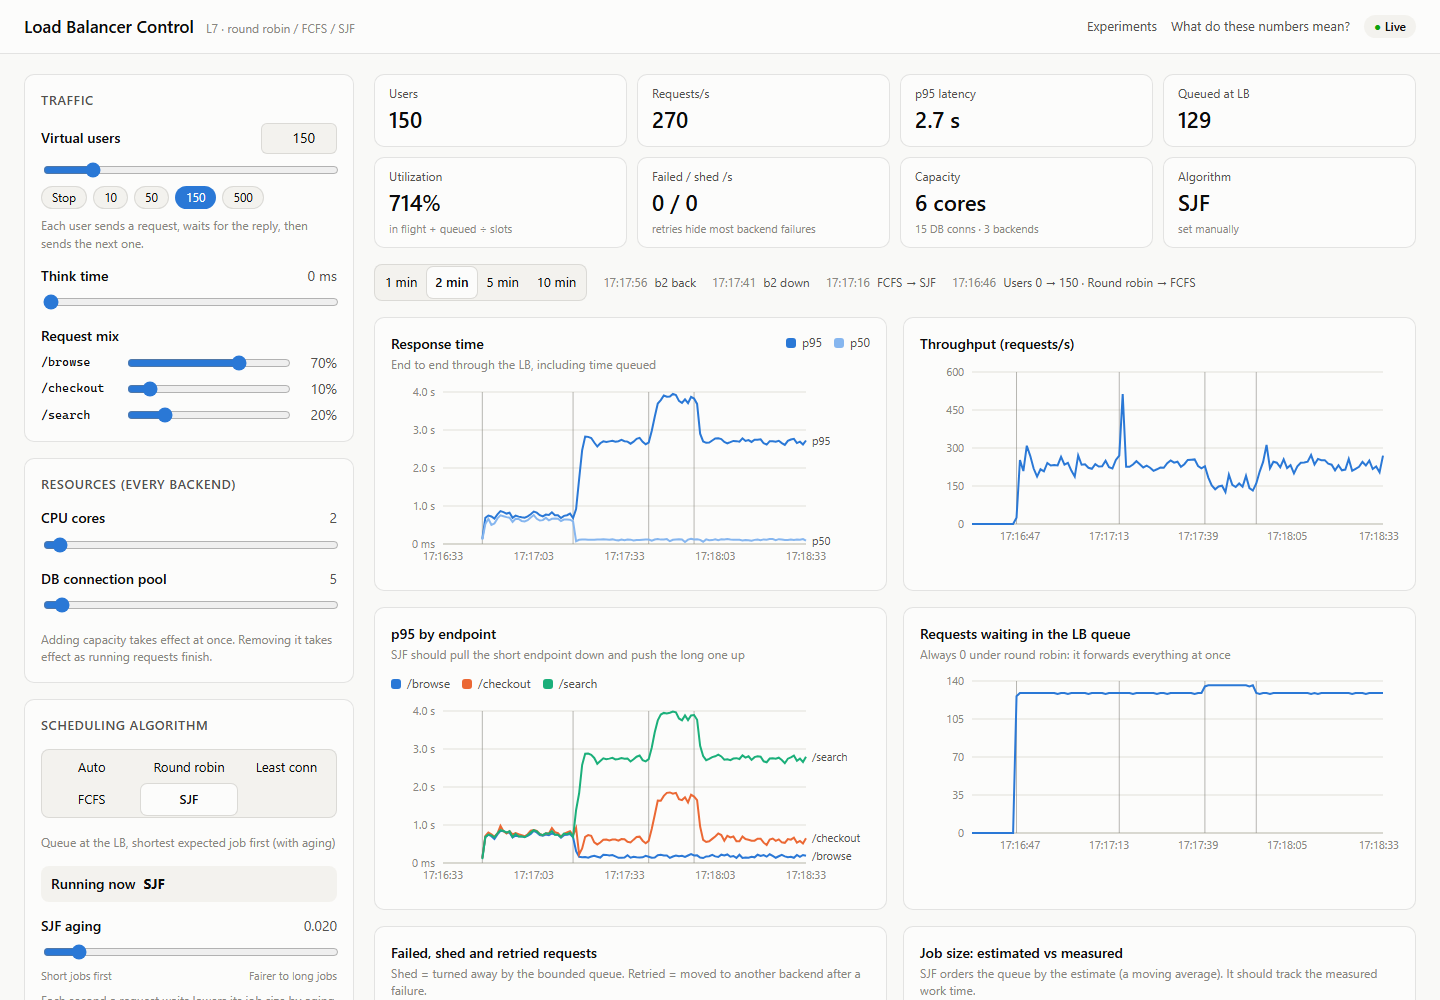 Load Balancer Control
L7 · round robin / FCFS / SJF
Experiments
What do these numbers mean?
Live
TRAFFIC
Virtual users
150
Stop
10
50
150
500
Each user sends a request, waits for the reply, then
sends the next one.
Think time
0 ms
Request mix
/browse
70%
/checkout
10%
/search
20%
RESOURCES (EVERY BACKEND)
CPU cores
2
DB connection pool
5
Adding capacity takes effect at once. Removing it takes
effect as running requests finish.
SCHEDULING ALGORITHM
Auto
Round robin
Least conn
FCFS
SJF
Queue at the LB, shortest expected job first (with aging)
Running now SJF
SJF aging
0.020
Short jobs first
Fairer to long jobs
Each second a request waits lowers its job size by aging
Users
150
Requests/s
270
p95 latency
2.7 s
Queued at LB
129
Utilization
714%
in flight + queued ÷ slots
Failed / shed /s
0 / 0
retries hide most backend failures
Capacity
6 cores
15 DB conns · 3 backends
Algorithm
SJF
set manually
1 min
2 min
5 min
10 min
17:17:56 b2 back
17:17:41 b2 down
17:17:16 FCFS → SJF
17:16:46 Users 0 → 150 · Round robin → FCFS
Response time
p95
p50
End to end through the LB, including time queued
4.0 s
3.0 s
2.0 s
1.0 s
0 ms
p95
p50
17:16:33
17:17:03
17:17:33
17:18:03
17:18:33
Throughput (requests/s)
600
450
300
150
0
17:16:47
17:17:13
17:17:39
17:18:05
17:18:33
p95 by endpoint
SJF should pull the short endpoint down and push the long one up
/browse
/checkout
/search
4.0 s
3.0 s
2.0 s
1.0 s
0 ms
/search
/checkout
/browse
17:16:33
17:17:03
17:17:33
17:18:03
17:18:33
Requests waiting in the LB queue
Always 0 under round robin: it forwards everything at once
140
105
70
35
0
17:16:47
17:17:13
17:17:39
17:18:05
17:18:33
Failed, shed and retried requests
Shed = turned away by the bounded queue. Retried = moved to another backend after a
failure.
Job size: estimated vs measured
SJF orders the queue by the estimate (a moving average). It should track the measured
work time.